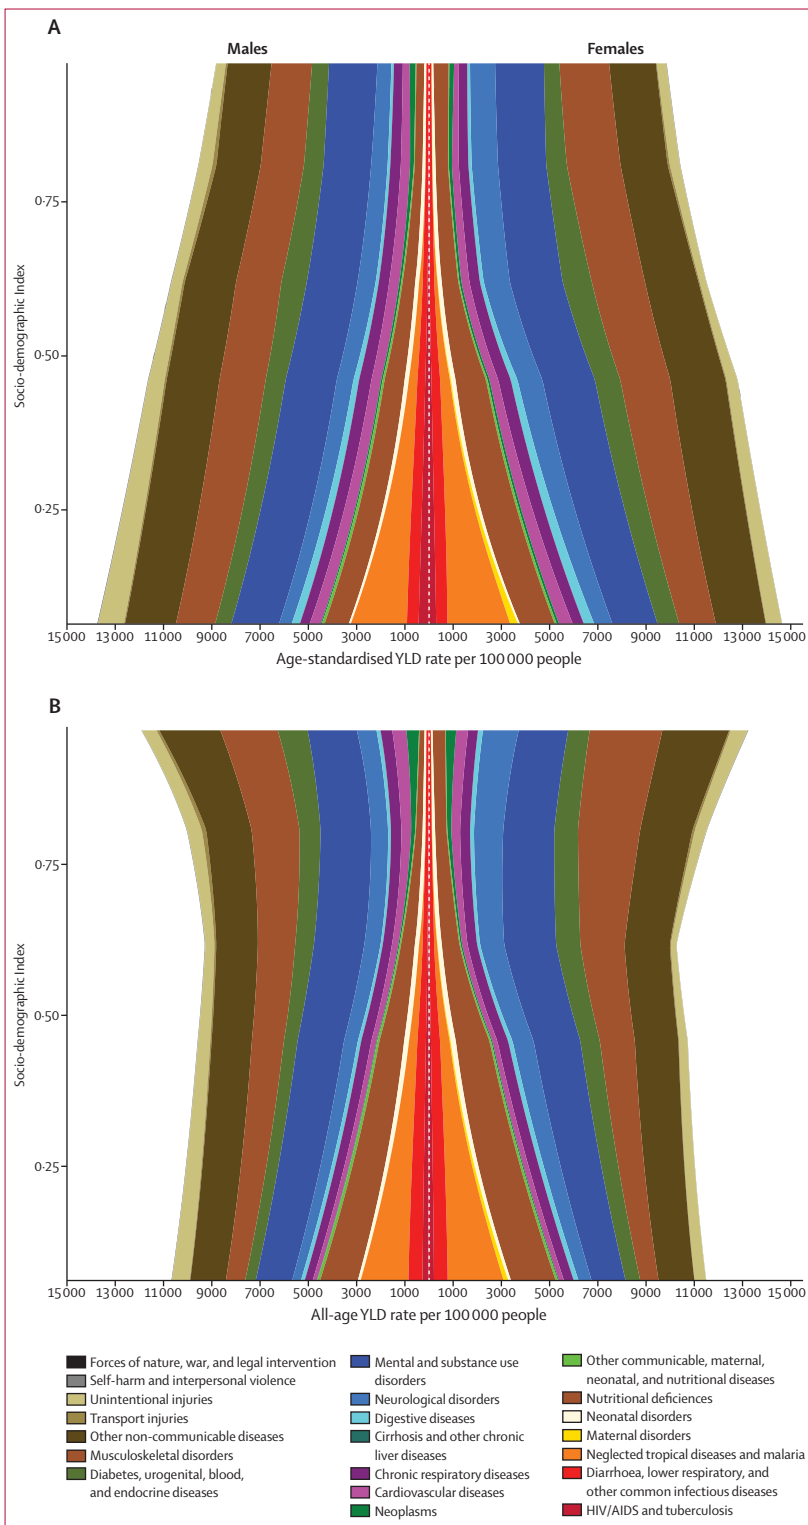 A
Males Females
0·75
0·50
0·25
Socio-demographic Index
15 000 13 000 11 000 9000 7000 5000 3000 1000 1000 3000 5000 7000 9000 11 000 13 000 15 000
Age-standardised YLD rate per 100 000 people
B
0·75
0·50
0·25
Socio-demographic Index
15 000 13 000 11 000 9000 7000 5000 3000 1000 1000 3000 5000 7000 9000 11 000 13 000 15 000
All-age YLD rate per 100 000 people
Forces of nature, war, and legal intervention
Self-harm and interpersonal violence
Unintentional injuries
Transport injuries
Other non-communicable diseases
Musculoskeletal disorders
Diabetes, urogenital, blood,
and endocrine diseases
Mental and substance use
disorders
Neurological disorders
Digestive diseases
Cirrhosis and other chronic
liver diseases
Chronic respiratory diseases
Cardiovascular diseases
Neoplasms
Other communicable, maternal,
neonatal, and nutritional diseases
Nutritional deficiences
Neonatal disorders
Maternal disorders
Neglected tropical diseases and malaria
Diarrhoea, lower respiratory, and
other common infectious diseases
HIV/AIDS and tuberculosis